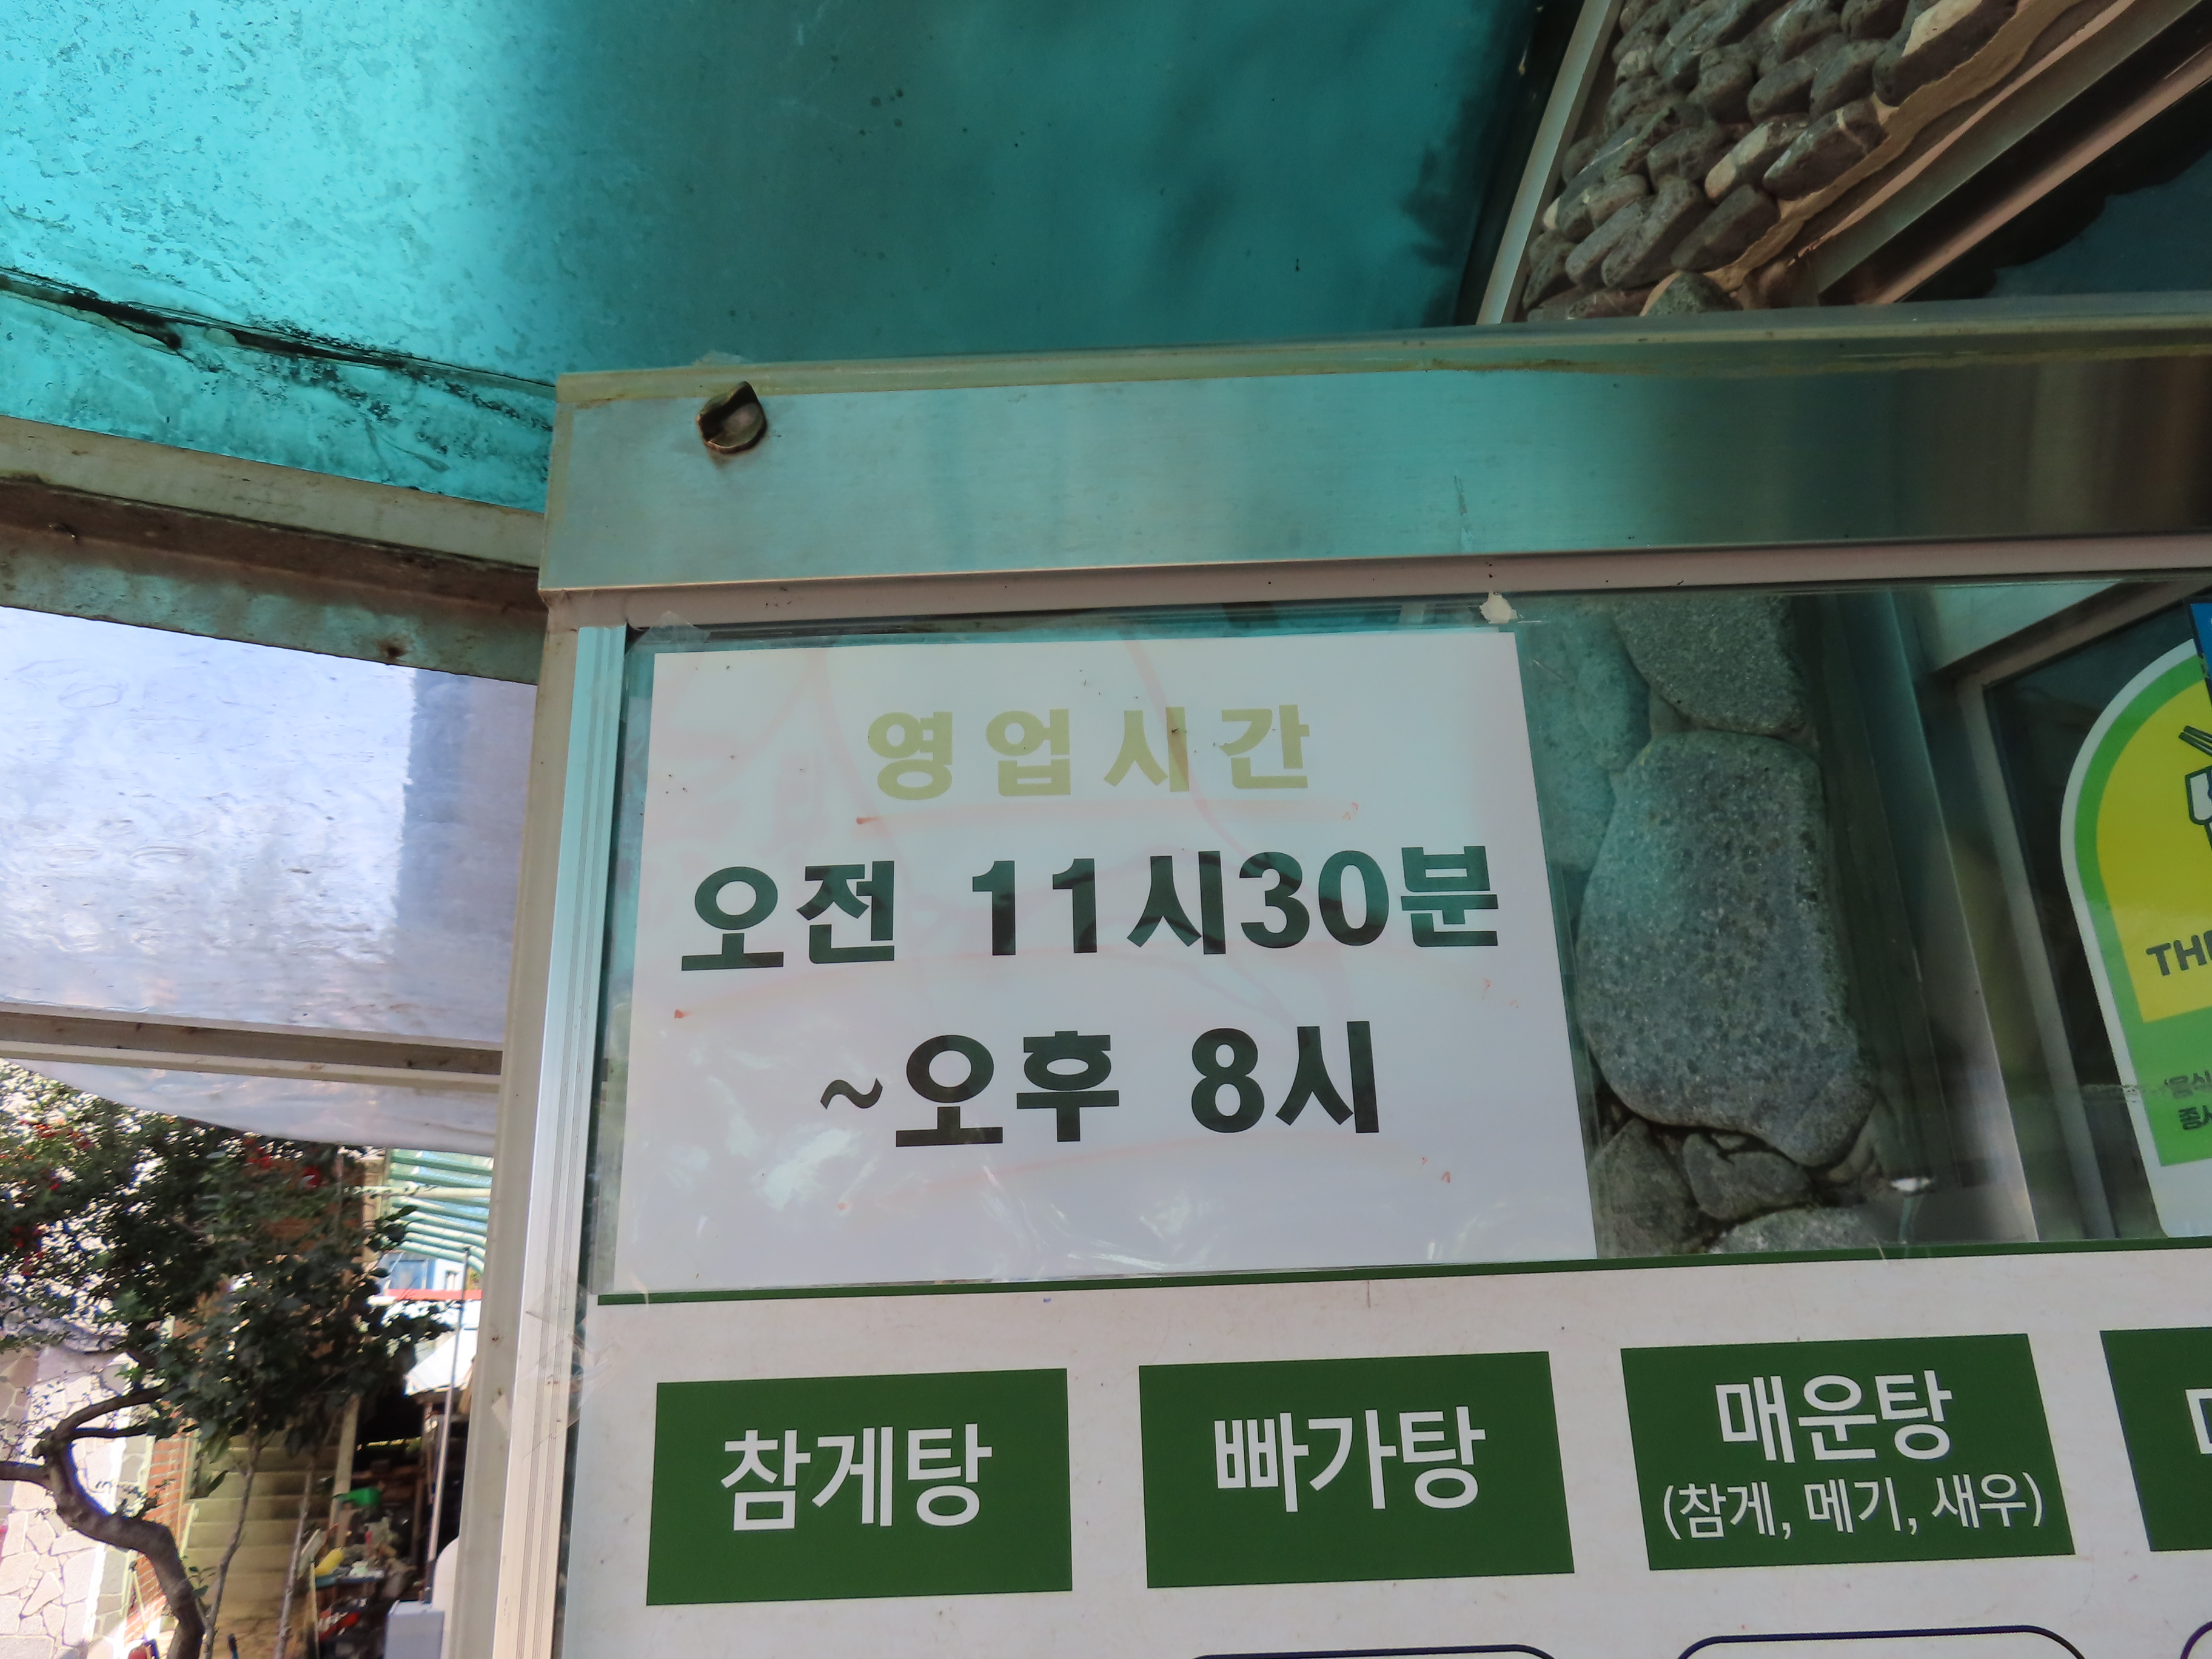 영업시간
오전 11시30분
~오후 8시
참게탕
빠가탕
매운탕
(참게, 메기, 새우)